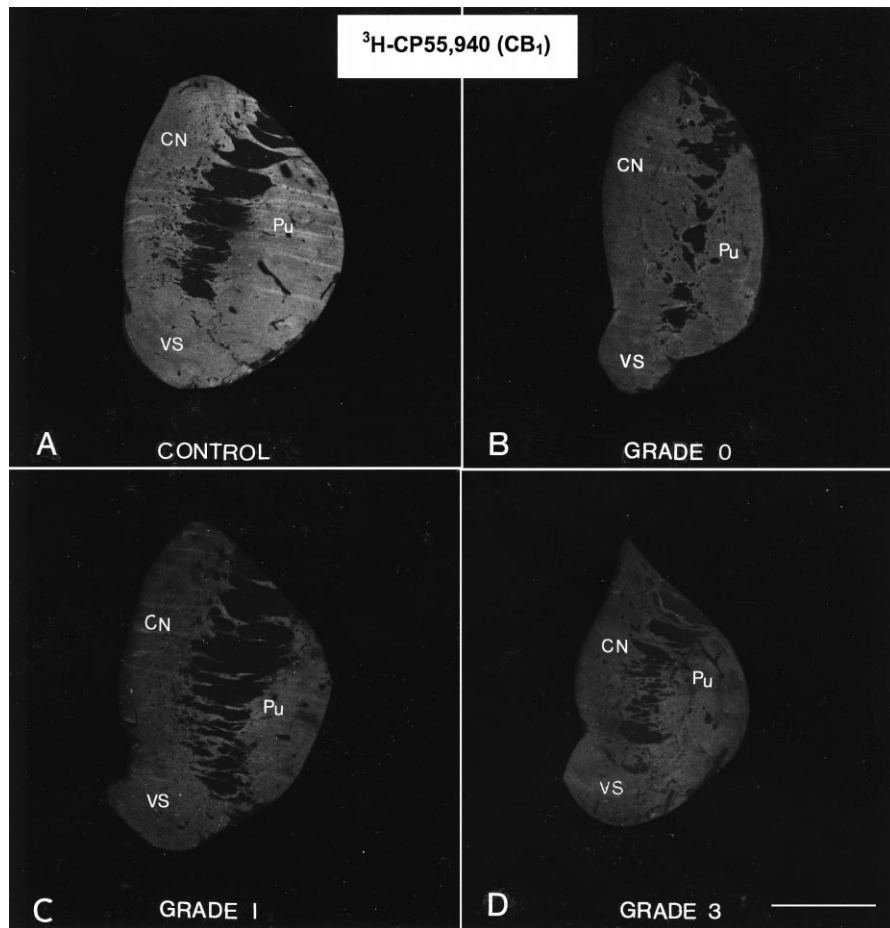 ³H-CP55,940 (CB₁)
CN
Pu
VS
A
CONTROL
CN
Pu
VS
B
GRADE 0
CN
Pu
VS
C
GRADE I
CN
Pu
VS
D
GRADE 3